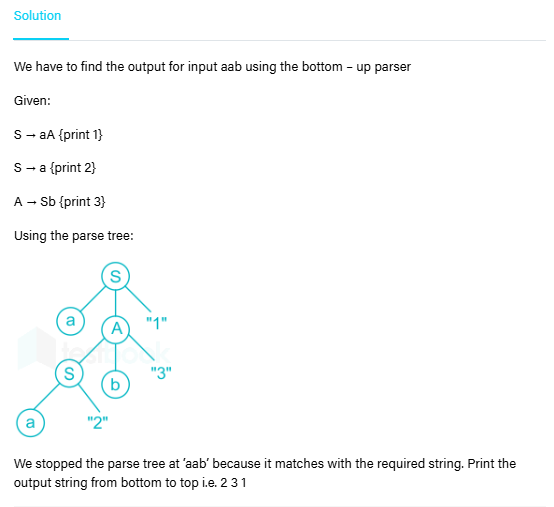 Solution
We have to find the output for input aab using the bottom – up parser
Given:
S → aA {print 1}
S → a {print 2}
A → Sb {print 3}
Using the parse tree:
S
a
A
"1"
S
b
"3"
a
"2"
We stopped the parse tree at 'aab' because it matches with the required string. Print the
output string from bottom to top i.e. 2 3 1